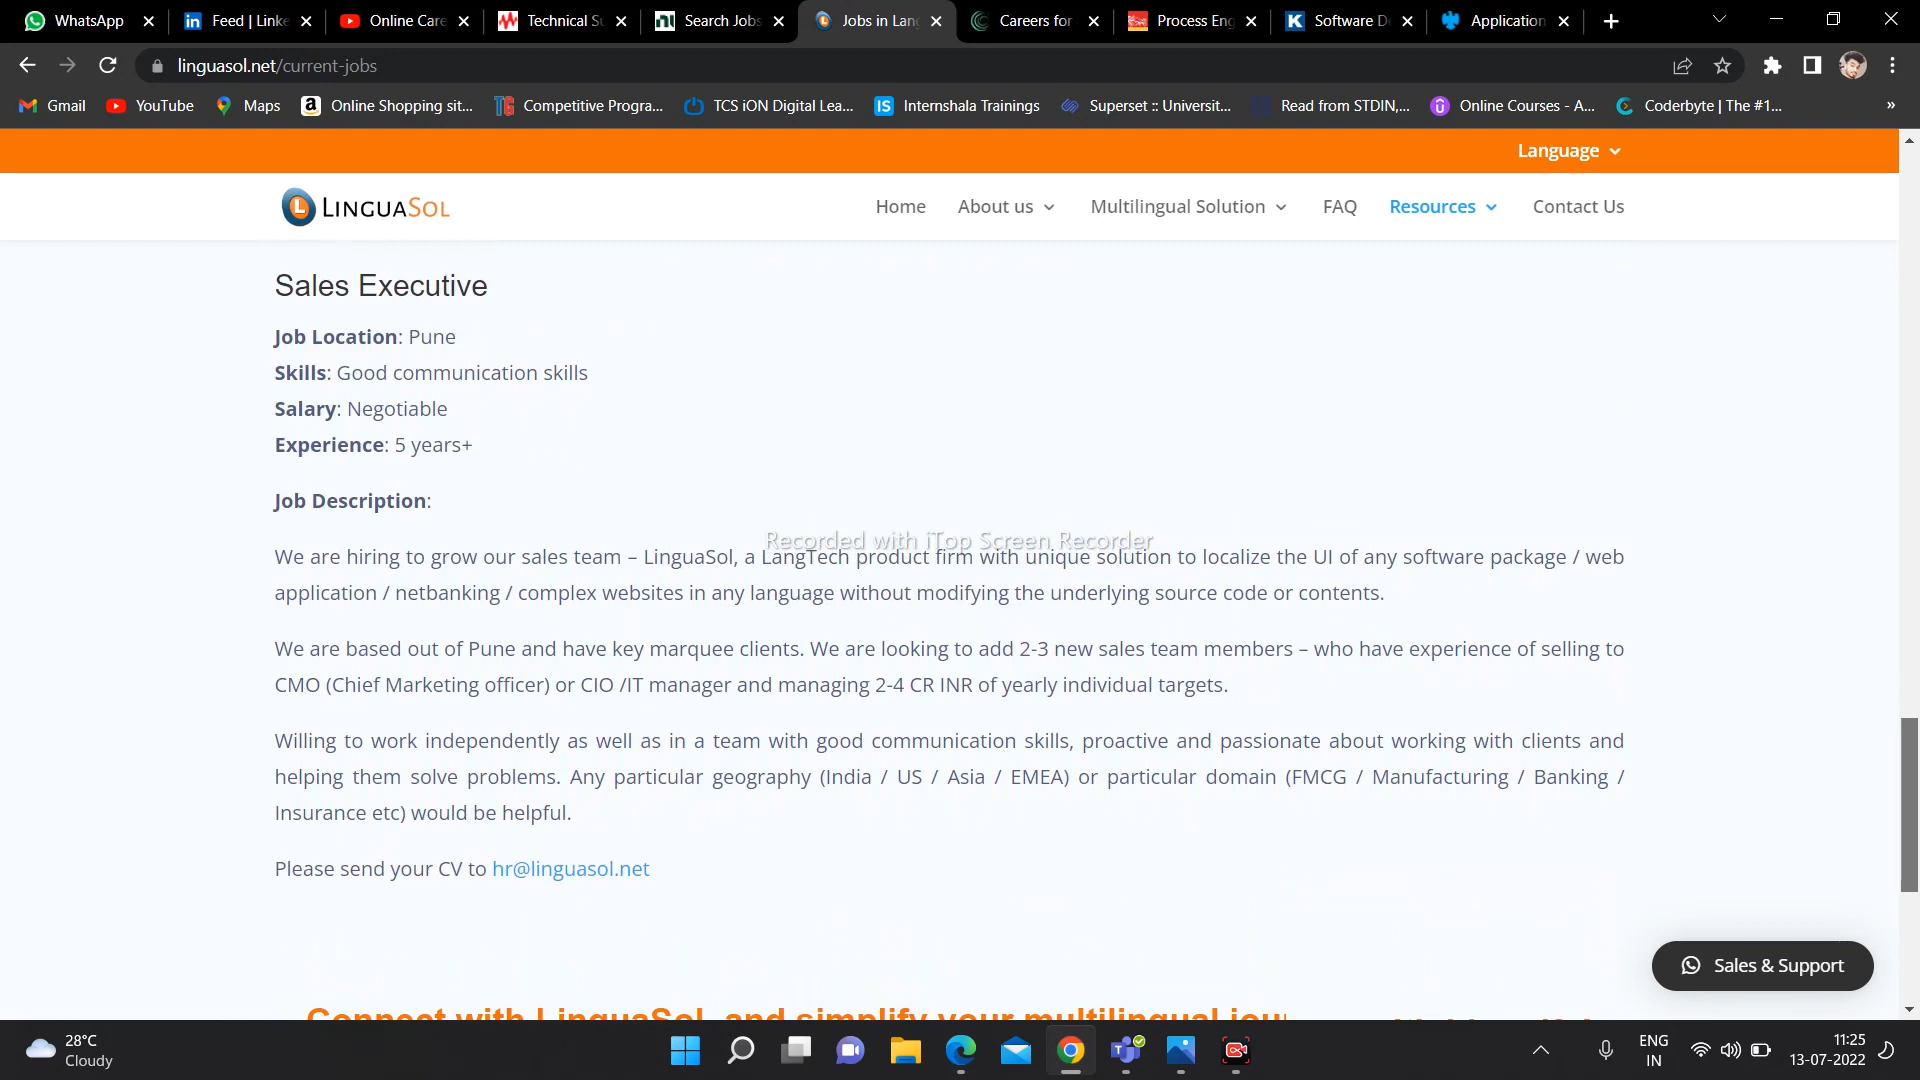 WhatsApp
Feed | Linke
Online Care
Technical Su
Search Jobs
Jobs in Lang
Careers for
Process Eng
Software De
Application
linguasol.net/current-jobs
Gmail
YouTube
Maps
Online Shopping sit...
Competitive Progra...
TCS iON Digital Lea...
Internshala Trainings
Superset :: Universit...
Read from STDIN,...
Online Courses - A...
Coderbyte | The #1...
»
Language
LINGUASOL
Home
About us
Multilingual Solution
FAQ
Resources
Contact Us
Sales Executive
Job Location: Pune
Skills: Good communication skills
Salary: Negotiable
Experience: 5 years+
Job Description:
Recorded with iTop Screen Recorder
We are hiring to grow our sales team – LinguaSol, a LangTech product firm with unique solution to localize the UI of any software package / web
application / netbanking / complex websites in any language without modifying the underlying source code or contents.
We are based out of Pune and have key marquee clients. We are looking to add 2-3 new sales team members – who have experience of selling to
CMO (Chief Marketing officer) or CIO /IT manager and managing 2-4 CR INR of yearly individual targets.
Willing to work independently as well as in a team with good communication skills, proactive and passionate about working with clients and
helping them solve problems. Any particular geography (India / US / Asia / EMEA) or particular domain (FMCG / Manufacturing / Banking /
Insurance etc) would be helpful.
Please send your CV to hr@linguasol.net
Sales & Support
Connect with LinguaSol, and simplify your multilingual jou
28°C
Cloudy
ENG
IN
11:25
13-07-2022